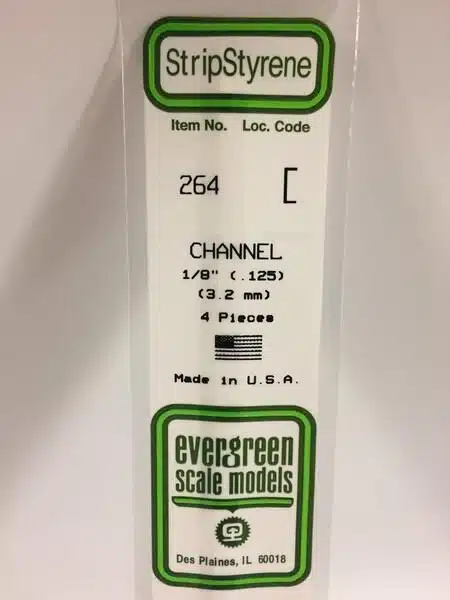 StripStyrene
Item No. Loc. Code
264 [
CHANNEL
1/8" (.125)
(3.2 mm)
4 Pieces
Made in U.S.A.
evergreen
scale models
Des Plaines, IL 60018